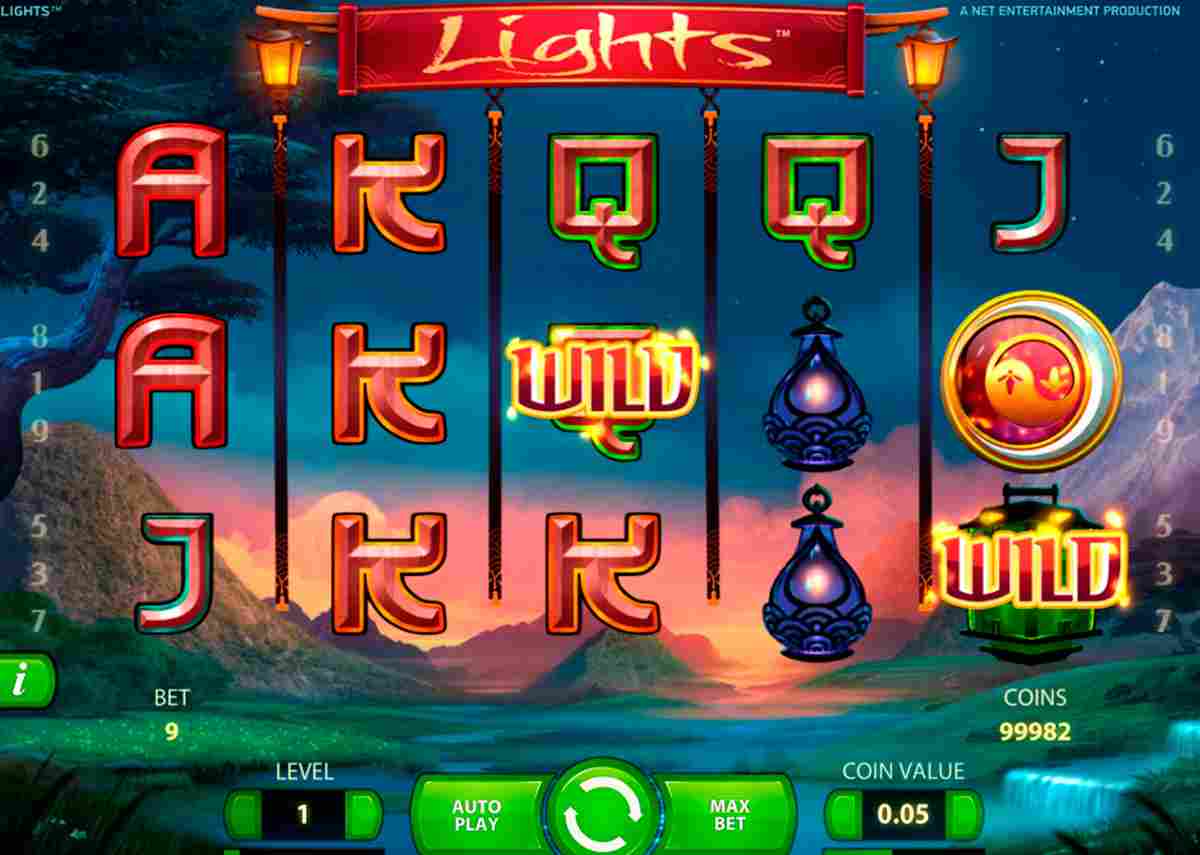 LIGHTS™
Lights™
A NET ENTERTAINMENT PRODUCTION
6 A K Q Q J 6
2 2
4 4
8 A K WILD 8
1 1
9 9
5 J K K WILD 5
3 3
7 7
i
BET
9
COINS
99982
LEVEL
1
AUTO
PLAY
MAX
BET
COIN VALUE
0.05